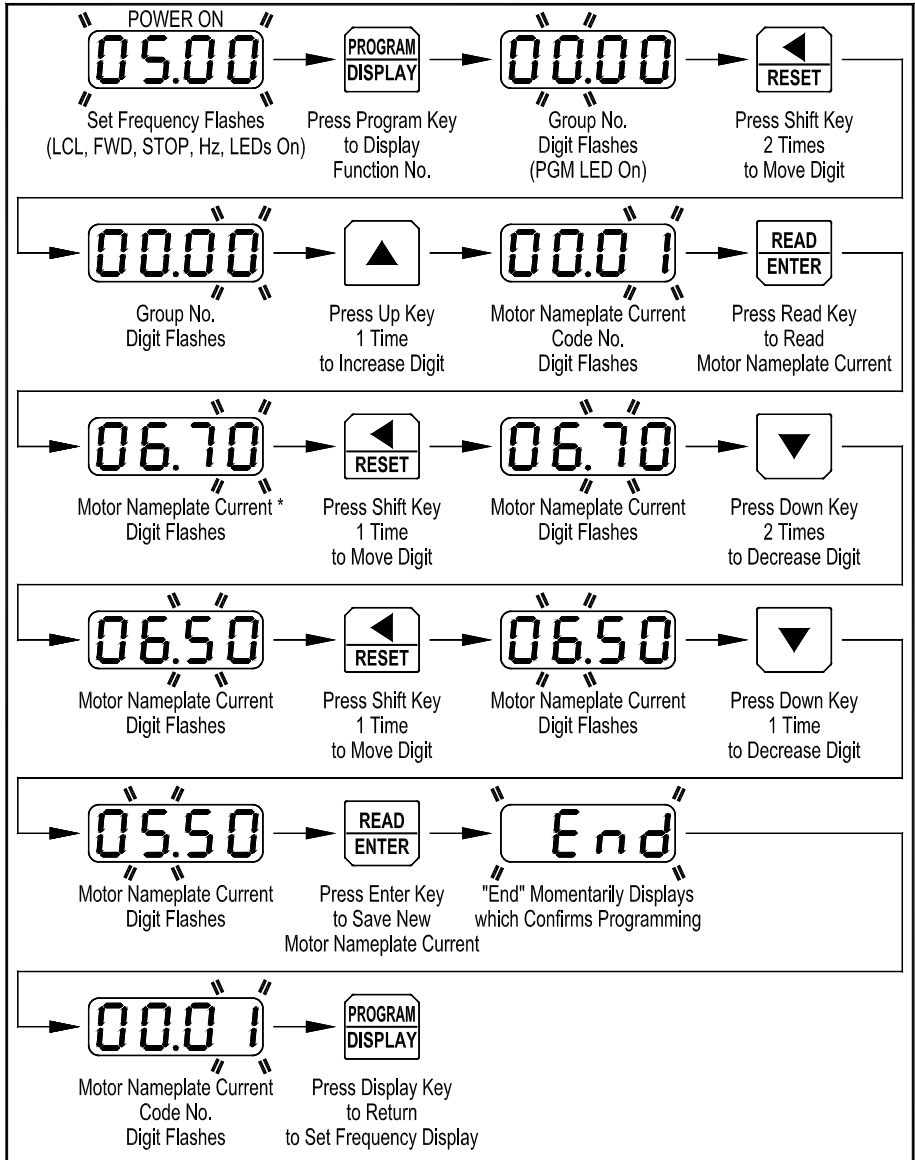 POWER ON
05.00
Set Frequency Flashes
(LCL, FWD, STOP, Hz, LEDs On)
PROGRAM
DISPLAY
Press Program Key
to Display
Function No.
00.00
Group No.
Digit Flashes
(PGM LED On)
RESET
Press Shift Key
2 Times
to Move Digit
00.00
Group No.
Digit Flashes
Press Up Key
1 Time
to Increase Digit
00.01
Motor Nameplate Current
Code No.
Digit Flashes
READ
ENTER
Press Read Key
to Read
Motor Nameplate Current
06.70
Motor Nameplate Current *
Digit Flashes
RESET
Press Shift Key
1 Time
to Move Digit
06.70
Motor Nameplate Current
Digit Flashes
Press Down Key
2 Times
to Decrease Digit
06.50
Motor Nameplate Current
Digit Flashes
RESET
Press Shift Key
1 Time
to Move Digit
06.50
Motor Nameplate Current
Digit Flashes
Press Down Key
1 Time
to Decrease Digit
05.50
Motor Nameplate Current
Digit Flashes
READ
ENTER
Press Enter Key
to Save New
Motor Nameplate Current
End
"End" Momentarily Displays
which Confirms Programming
00.01
Motor Nameplate Current
Code No.
Digit Flashes
PROGRAM
DISPLAY
Press Display Key
to Return
to Set Frequency Display